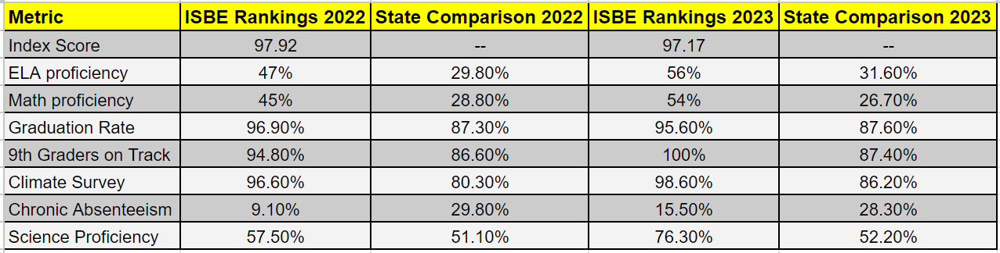 Metric ISBE Rankings 2022 State Comparison 2022 ISBE Rankings 2023 State Comparison 2023
Index Score 97.92 -- 97.17 --
ELA proficiency 47% 29.80% 56% 31.60%
Math proficiency 45% 28.80% 54% 26.70%
Graduation Rate 96.90% 87.30% 95.60% 87.60%
9th Graders on Track 94.80% 86.60% 100% 87.40%
Climate Survey 96.60% 80.30% 98.60% 86.20%
Chronic Absenteeism 9.10% 29.80% 15.50% 28.30%
Science Proficiency 57.50% 51.10% 76.30% 52.20%